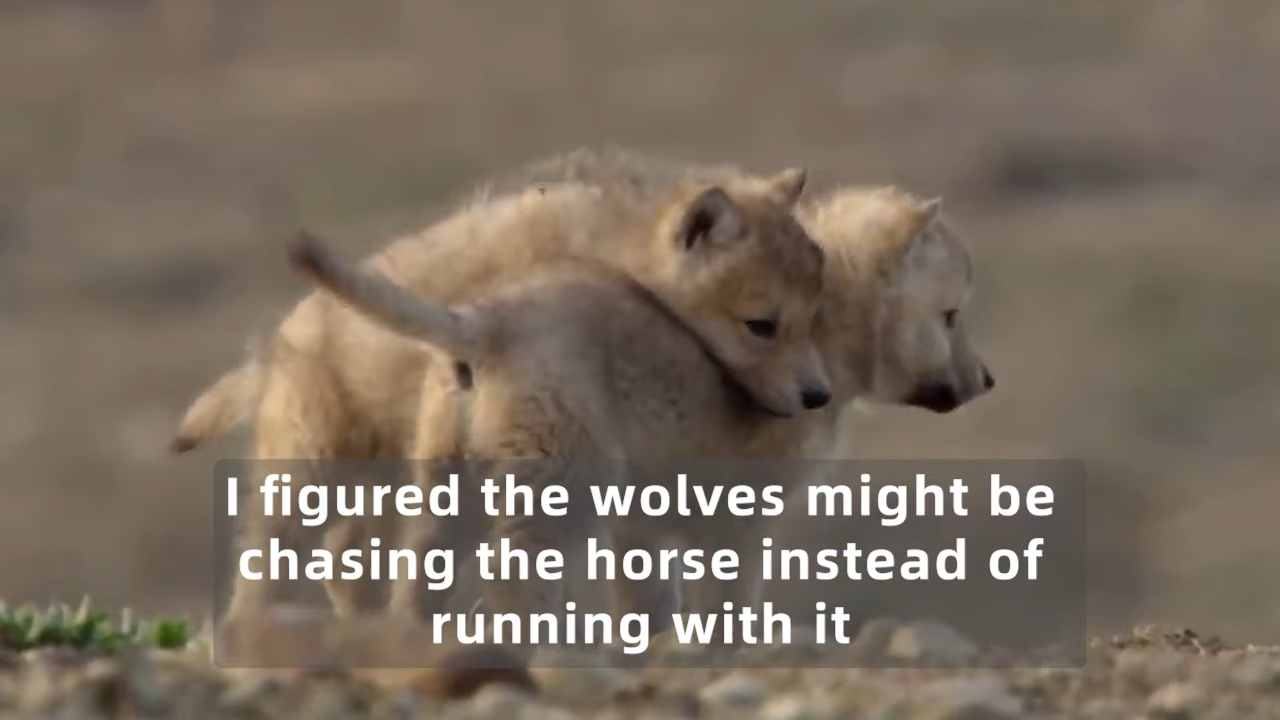 I figured the wolves might be
chasing the horse instead of
running with it